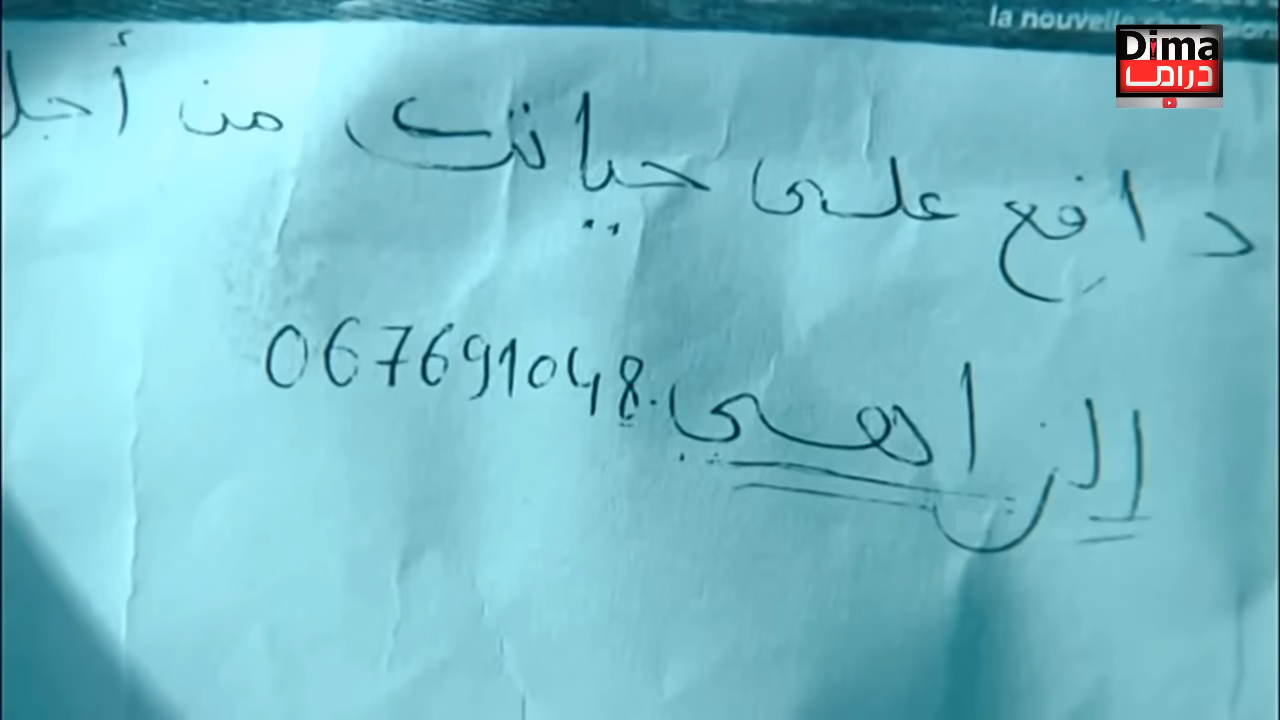 la nouvelle
Dima
دراما
دافع على حياتك من أجل
الزاهي 067691048